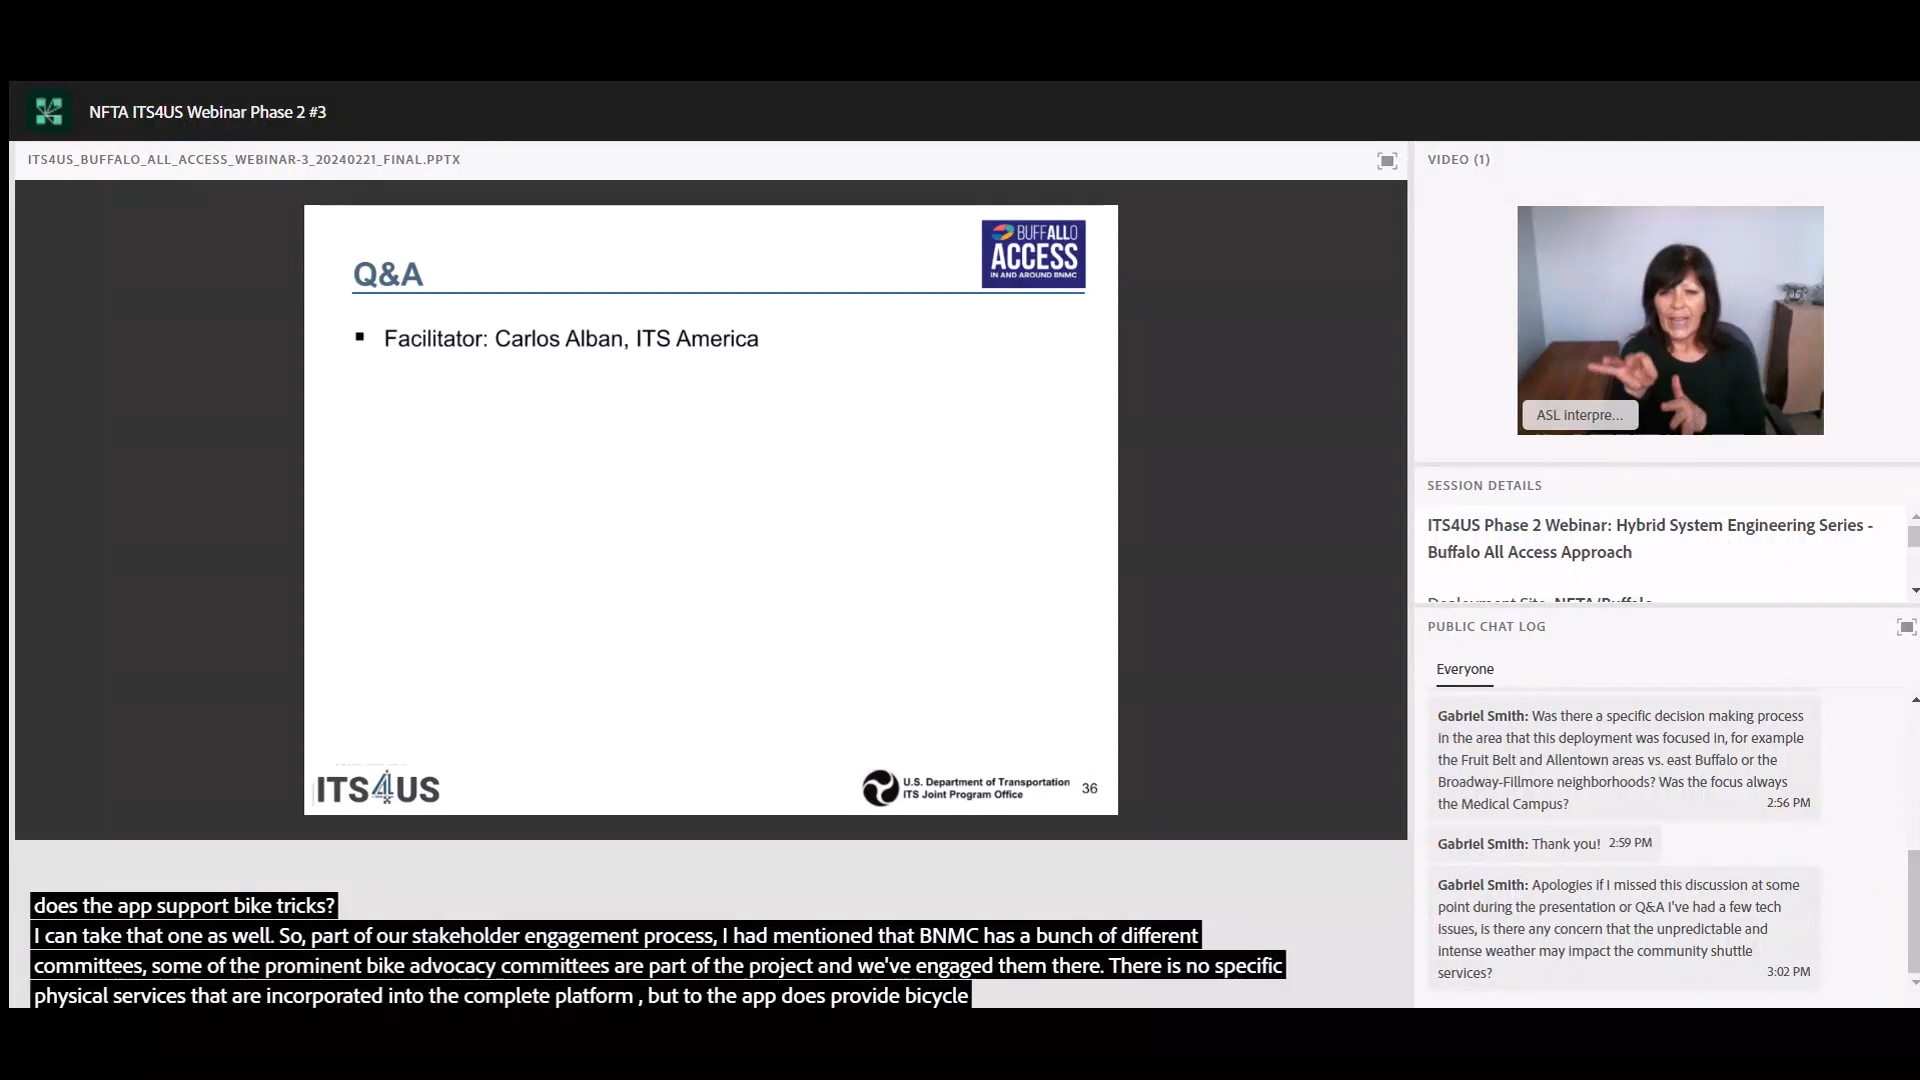 NFTA ITS4US Webinar Phase 2 #3
ITS4US_BUFFALO_ALL_ACCESS_WEBINAR-3_20240221_FINAL.PPTX
Q&A
BUFFALLO
ACCESS
IN AND AROUND BNMC
▪ Facilitator: Carlos Alban, ITS America
ITS4US
U.S. Department of Transportation
ITS Joint Program Office
36
does the app support bike tricks?
I can take that one as well. So, part of our stakeholder engagement process, I had mentioned that BNMC has a bunch of different
committees, some of the prominent bike advocacy committees are part of the project and we've engaged them there. There is no specific
physical services that are incorporated into the complete platform , but to the app does provide bicycle
VIDEO (1)
ASL interpre...
SESSION DETAILS
ITS4US Phase 2 Webinar: Hybrid System Engineering Series -
Buffalo All Access Approach
Deployment Site: NFTA/Buffalo
PUBLIC CHAT LOG
Everyone
Gabriel Smith: Was there a specific decision making process
in the area that this deployment was focused in, for example
the Fruit Belt and Allentown areas vs. east Buffalo or the
Broadway-Fillmore neighborhoods? Was the focus always
the Medical Campus? 2:56 PM
Gabriel Smith: Thank you! 2:59 PM
Gabriel Smith: Apologies if I missed this discussion at some
point during the presentation or Q&A I've had a few tech
issues, is there any concern that the unpredictable and
intense weather may impact the community shuttle
services? 3:02 PM